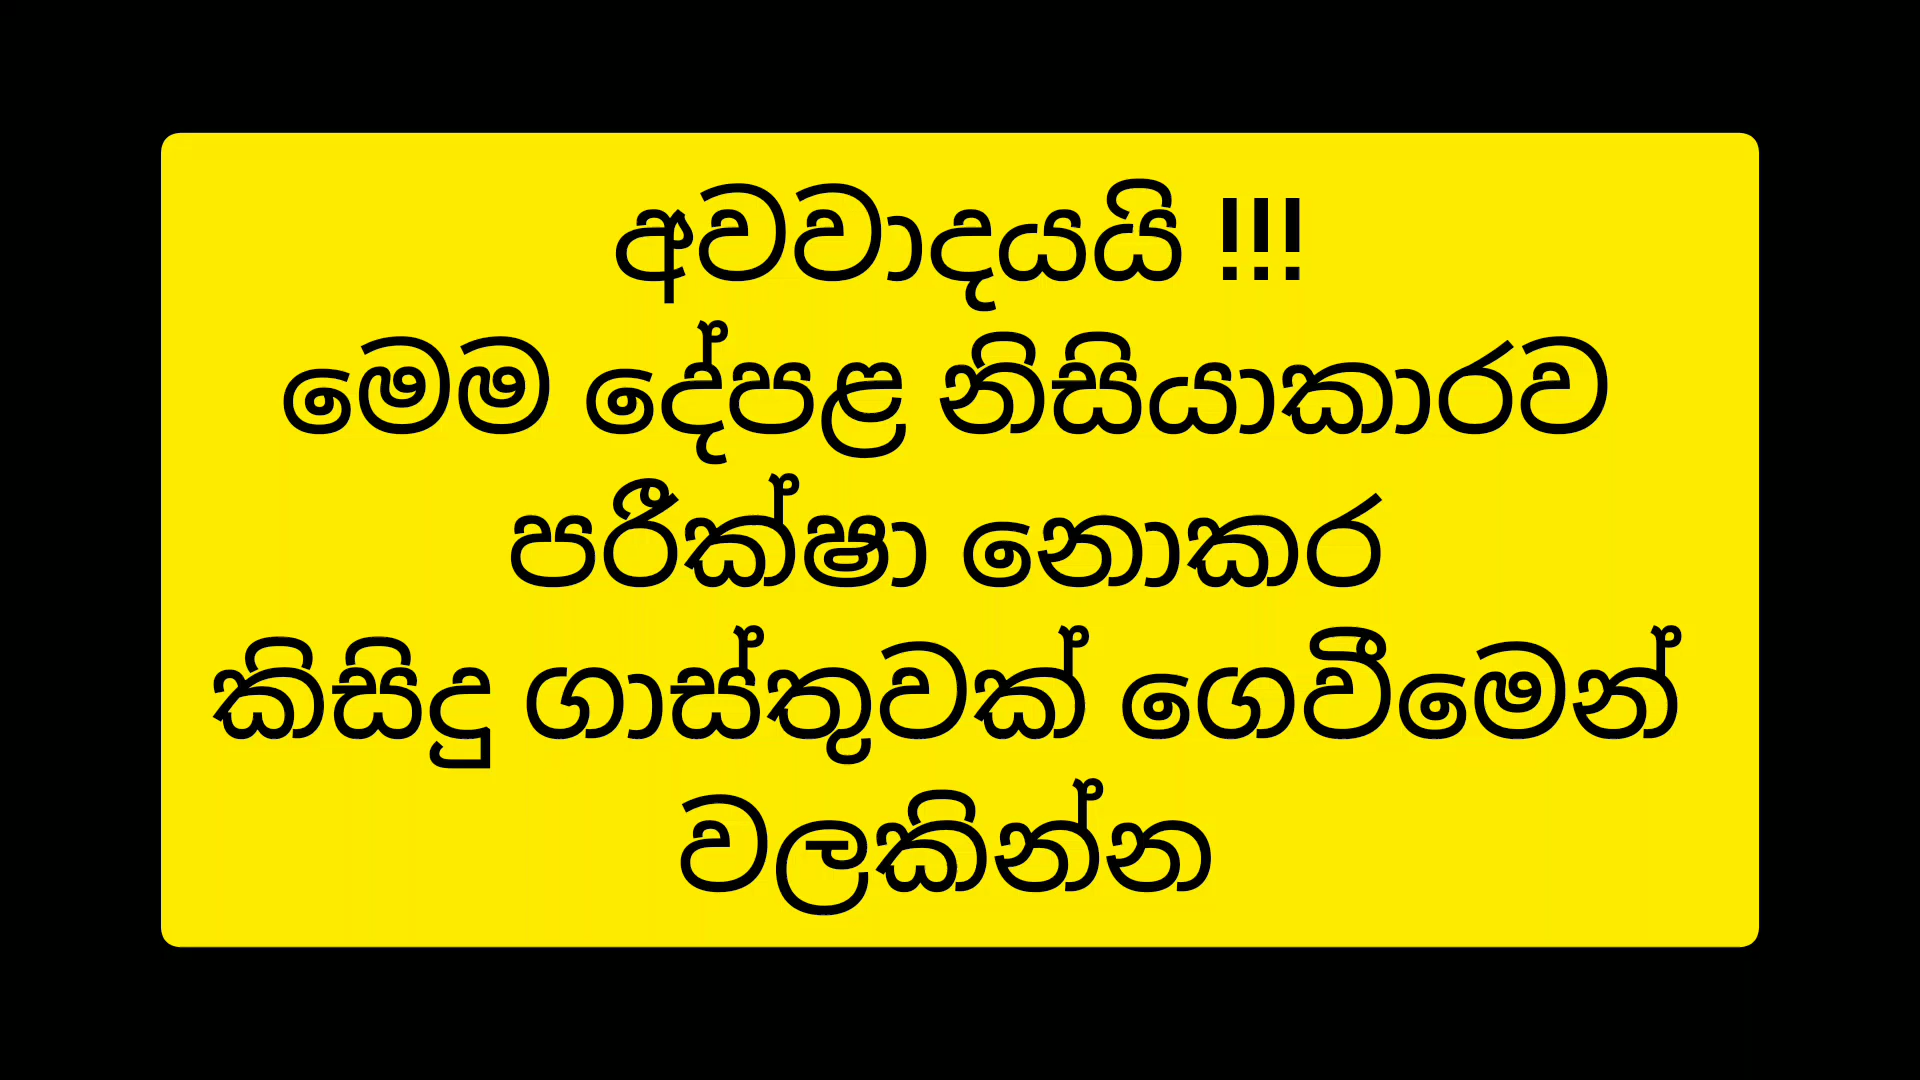 අවවාදයයි !!!
මෙම දේපළ නිසියාකාරව
පරීක්ෂා නොකර
කිසිදු ගාස්තුවක් ගෙවීමෙන්
වලකින්න